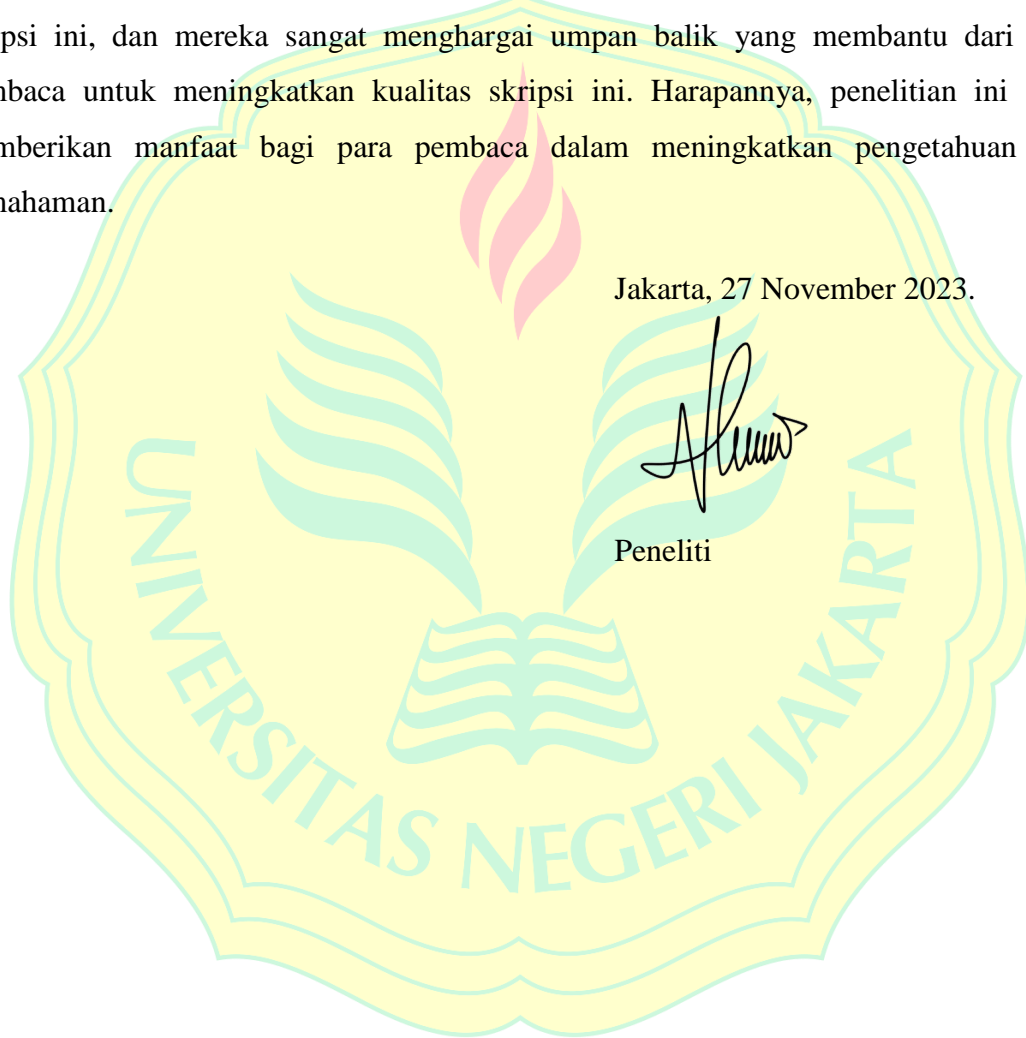 psi ini, dan mereka sangat menghargai umpan balik yang membantu dari
baca untuk meningkatkan kualitas skripsi ini. Harapannya, penelitian ini
mberikan manfaat bagi para pembaca dalam meningkatkan pengetahuan
ahaman.
Jakarta, 27 November 2023.
Peneliti
UNIVERSITAS NEGERI JAKARTA